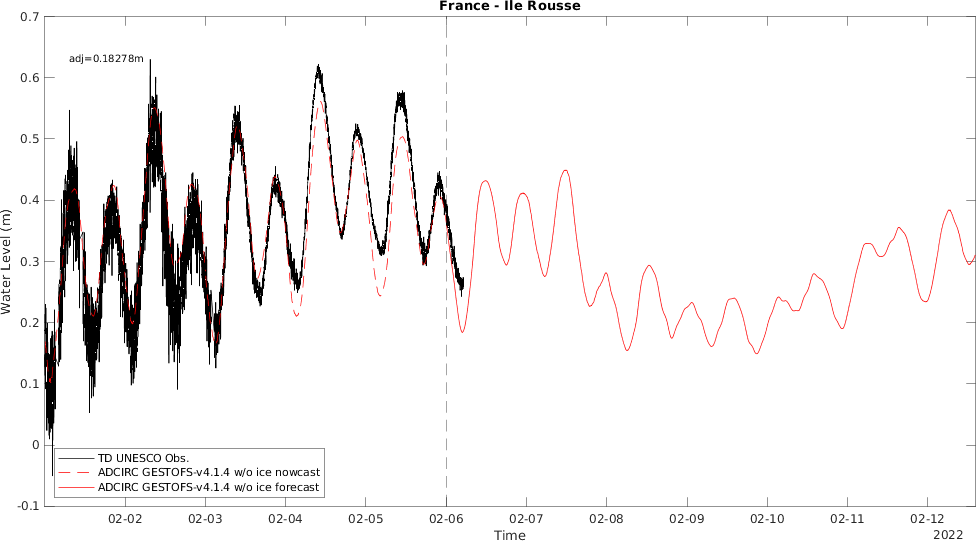 France - Ile Rousse
0.7
0.6
0.5
0.4
0.3
0.2
0.1
0
-0.1
Water Level (m)
adj=0.18278m
TD UNESCO Obs.
ADCIRC GESTOFS-v4.1.4 w/o ice nowcast
ADCIRC GESTOFS-v4.1.4 w/o ice forecast
02-02 02-03 02-04 02-05 02-06 02-07 02-08 02-09 02-10 02-11 02-12
Time
2022